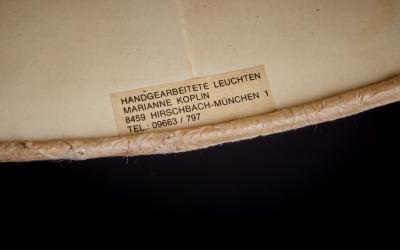 HANDGEARBEITETE LEUCHTEN
MARIANNE KOPLIN
8459 HIRSCHBACH-MÜNCHEN 1
TEL.: 09663 / 797